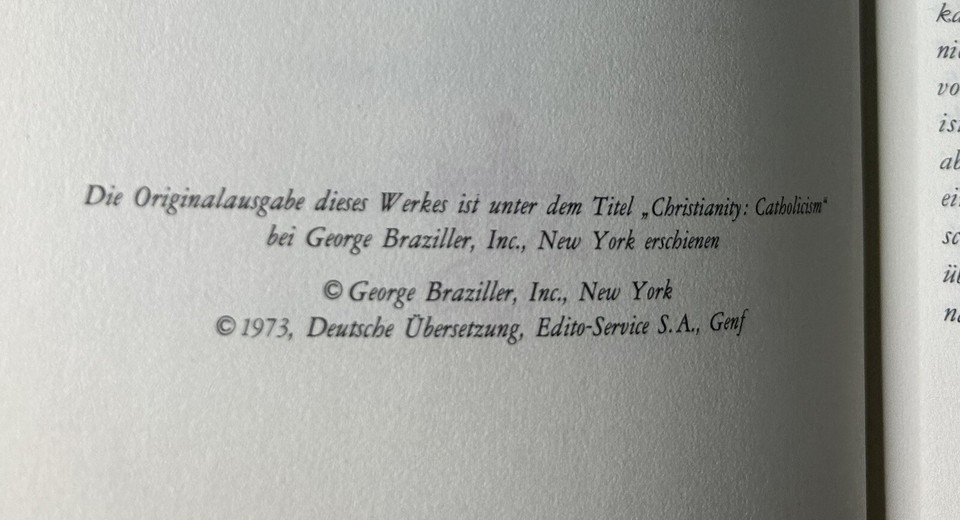 Die Originalausgabe dieses Werkes ist unter dem Titel „Christianity: Catholicism“
bei George Braziller, Inc., New York erschienen
© George Braziller, Inc., New York
© 1973, Deutsche Übersetzung, Edito-Service S.A., Genf